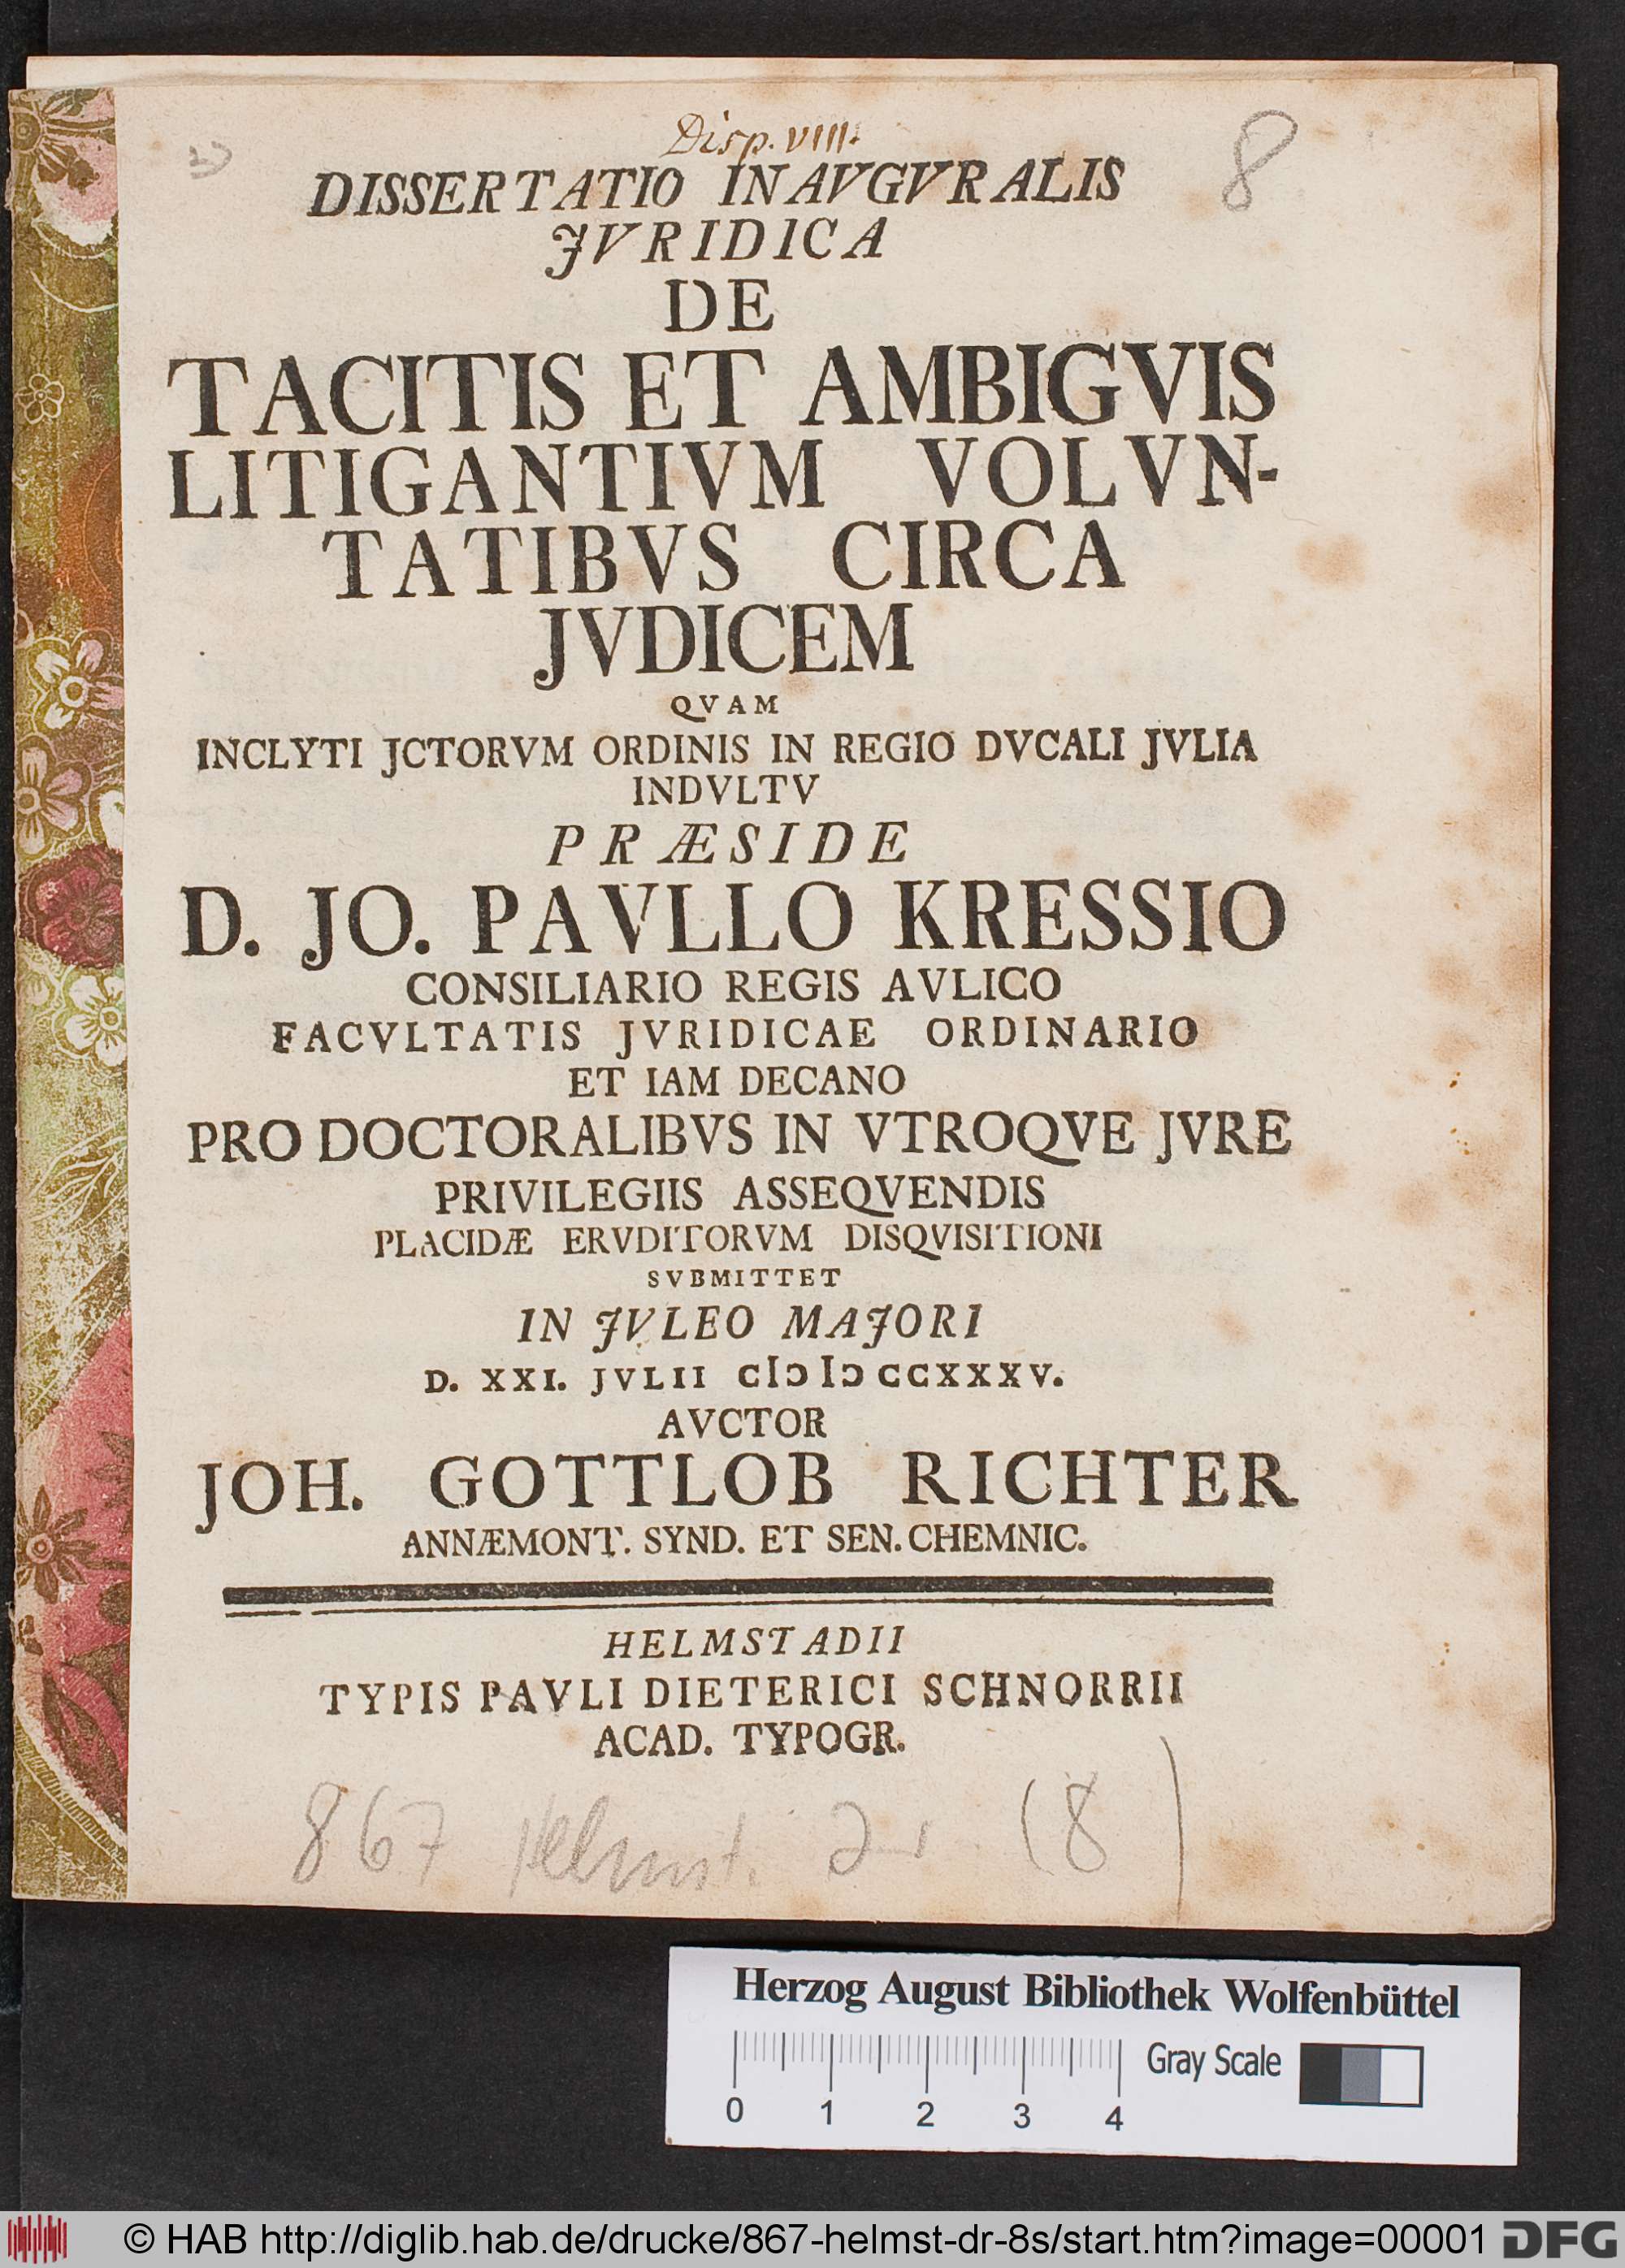 Disp. VIII.
8
DISSERTATIO INAVGVRALIS
JVRIDICA
DE
TACITIS ET AMBIGVIS
LITIGANTIVM VOLVN-
TATIBVS CIRCA
JVDICEM
QVAM
INCLYTI JCTORVM ORDINIS IN REGIO DVCALI JVLIA
INDVLTV
PRÆSIDE
D. JO. PAVLLO KRESSIO
CONSILIARIO REGIS AVLICO
FACVLTATIS JVRIDICAE ORDINARIO
ET IAM DECANO
PRO DOCTORALIBVS IN VTROQVE JVRE
PRIVILEGIIS ASSEQVENDIS
PLACIDÆ ERVDITORVM DISQVISITIONI
SVBMITTET
IN JVLEO MAJORI
D. XXI. JVLII CIↃ IↃ CCXXXV.
AVCTOR
JOH. GOTTLOB RICHTER
ANNÆMONT. SYND. ET SEN. CHEMNIC.
HELMSTADII
TYPIS PAVLI DIETERICI SCHNORRII
ACAD. TYPOGR.
867 Helmst. Dr. (8)
Herzog August Bibliothek Wolfenbüttel
Gray Scale
0 1 2 3 4
© HAB http://diglib.hab.de/drucke/867-helmst-dr-8s/start.htm?image=00001 DFG